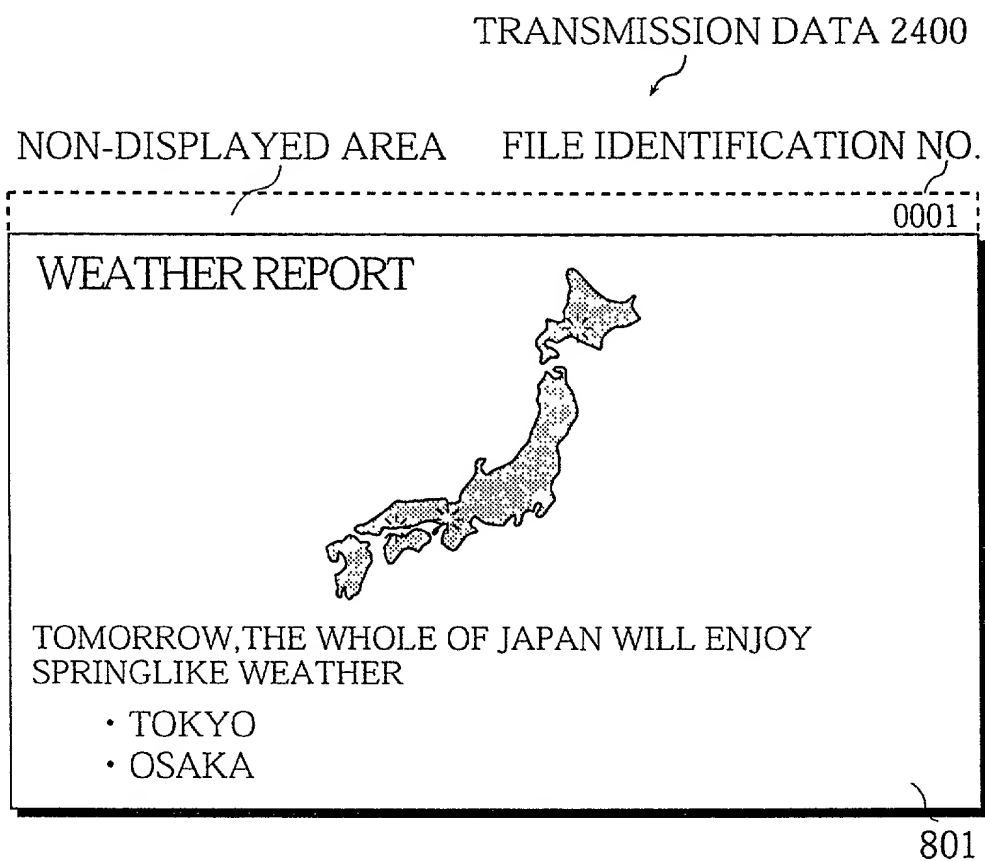 TRANSMISSION DATA 2400
NON-DISPLAYED AREA
FILE IDENTIFICATION NO.
0001
WEATHER REPORT
TOMORROW,THE WHOLE OF JAPAN WILL ENJOY
SPRINGLIKE WEATHER
・TOKYO
・OSAKA
801